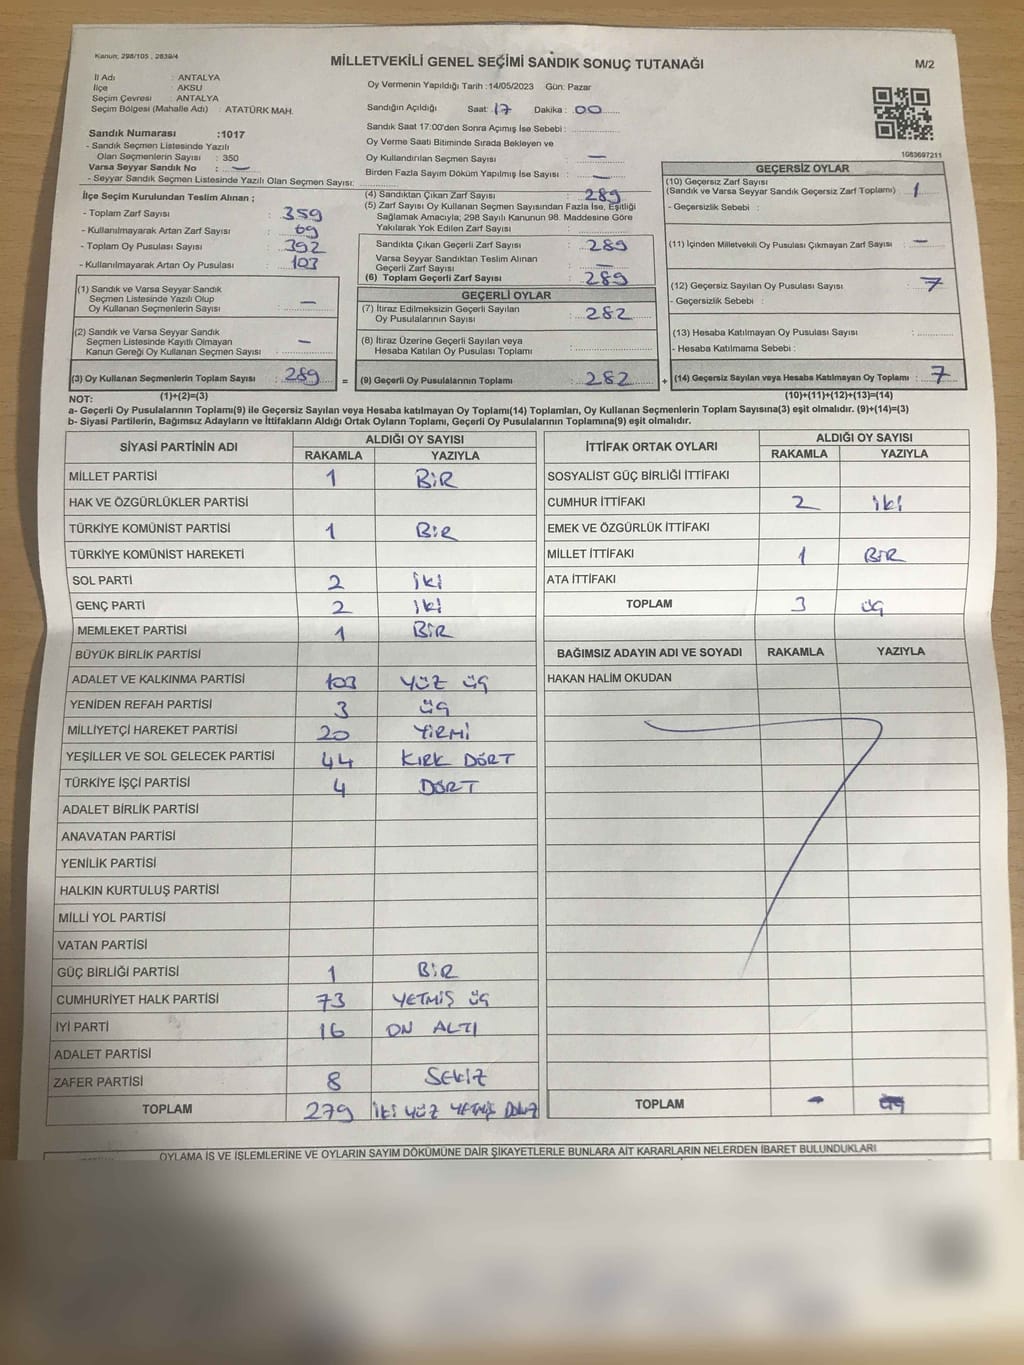 Kanun; 298/105 , 2839/4
MİLLETVEKİLİ GENEL SEÇİMİ SANDIK SONUÇ TUTANAĞI
M/2
İl Adı : ANTALYA
İlçe : AKSU
Seçim Çevresi : ANTALYA
Seçim Bölgesi (Mahalle Adı) : ATATÜRK MAH.
Oy Vermenin Yapıldığı Tarih :14/05/2023 Gün: Pazar
Sandığın Açıldığı Saat: 17 Dakika : 00
Sandık Saat 17:00'den Sonra Açımış İse Sebebi :
Oy Verme Saati Bitiminde Sırada Bekleyen ve
Oy Kullandırılan Seçmen Sayısı : —
Birden Fazla Sayım Döküm Yapılmış İse Sayısı : —
1083697211
Sandık Numarası :1017
- Sandık Seçmen Listesinde Yazılı
Olan Seçmenlerin Sayısı : 350
Varsa Seyyar Sandık No : —
- Seyyar Sandık Seçmen Listesinde Yazılı Olan Seçmen Sayısı:
İlçe Seçim Kurulundan Teslim Alınan ;
- Toplam Zarf Sayısı : 359
- Kullanılmayarak Artan Zarf Sayısı : 69
- Toplam Oy Pusulası Sayısı : 392
- Kullanılmayarak Artan Oy Pusulası : 103
(1) Sandık ve Varsa Seyyar Sandık
Seçmen Listesinde Yazılı Olup
Oy Kullanan Seçmenlerin Sayısı : —
(2) Sandık ve Varsa Seyyar Sandık
Seçmen Listesinde Kayıtlı Olmayan
Kanun Gereği Oy Kullanan Seçmen Sayısı : —
(3) Oy Kullanan Seçmenlerin Toplam Sayısı : 289 =
(4) Sandıktan Çıkan Zarf Sayısı : 289
(5) Zarf Sayısı Oy Kullanan Seçmen Sayısından Fazla İse, Eşitliği
Sağlamak Amacıyla; 298 Sayılı Kanunun 98. Maddesine Göre
Yakılarak Yok Edilen Zarf Sayısı :
Sandıkta Çıkan Geçerli Zarf Sayısı : 289
Varsa Seyyar Sandıktan Teslim Alınan
Geçerli Zarf Sayısı : —
(6) Toplam Geçerli Zarf Sayısı : 289
GEÇERLİ OYLAR
(7) İtiraz Edilmeksizin Geçerli Sayılan
Oy Pusulalarının Sayısı : 282
(8) İtiraz Üzerine Geçerli Sayılan veya
Hesaba Katılan Oy Pusulası Toplamı :
(9) Geçerli Oy Pusulalarının Toplamı : 282 +
GEÇERSİZ OYLAR
(10) Geçersiz Zarf Sayısı
(Sandık ve Varsa Seyyar Sandık Geçersiz Zarf Toplamı) : 1
- Geçersizlik Sebebi :
(11) İçinden Milletvekili Oy Pusulası Çıkmayan Zarf Sayısı : —
(12) Geçersiz Sayılan Oy Pusulası Sayısı : 7
- Geçersizlik Sebebi :
(13) Hesaba Katılmayan Oy Pusulası Sayısı :
- Hesaba Katılmama Sebebi :
(14) Geçersiz Sayılan veya Hesaba Katılmayan Oy Toplamı : 7
NOT: (1)+(2)=(3) (10)+(11)+(12)+(13)=(14)
a- Geçerli Oy Pusulalarının Toplamı(9) ile Geçersiz Sayılan veya Hesaba katılmayan Oy Toplamı(14) Toplamları, Oy Kullanan Seçmenlerin Toplam Sayısına(3) eşit olmalıdır. (9)+(14)=(3)
b- Siyasi Partilerin, Bağımsız Adayların ve İttifakların Aldığı Ortak Oyların Toplamı, Geçerli Oy Pusulalarının Toplamına(9) eşit olmalıdır.
SİYASİ PARTİNİN ADI ALDIĞI OY SAYISI
RAKAMLA YAZIYLA
MİLLET PARTİSİ 1 BİR
HAK VE ÖZGÜRLÜKLER PARTİSİ
TÜRKİYE KOMÜNİST PARTİSİ 1 BİR
TÜRKİYE KOMÜNİST HAREKETİ
SOL PARTİ 2 İKİ
GENÇ PARTİ 2 İKİ
MEMLEKET PARTİSİ 1 BİR
BÜYÜK BİRLİK PARTİSİ
ADALET VE KALKINMA PARTİSİ 103 YÜZ ÜÇ
YENİDEN REFAH PARTİSİ 3 ÜÇ
MİLLİYETÇİ HAREKET PARTİSİ 20 YİRMİ
YEŞİLLER VE SOL GELECEK PARTİSİ 44 KIRK DÖRT
TÜRKİYE İŞÇİ PARTİSİ 4 DÖRT
ADALET BİRLİK PARTİSİ
ANAVATAN PARTİSİ
YENİLİK PARTİSİ
HALKIN KURTULUŞ PARTİSİ
MİLLİ YOL PARTİSİ
VATAN PARTİSİ
GÜÇ BİRLİĞİ PARTİSİ 1 BİR
CUMHURİYET HALK PARTİSİ 73 YETMİŞ ÜÇ
İYİ PARTİ 16 ON ALTI
ADALET PARTİSİ
ZAFER PARTİSİ 8 SEKİZ
TOPLAM 279 İKİ YÜZ YETMİŞ DOKUZ
İTTİFAK ORTAK OYLARI ALDIĞI OY SAYISI
RAKAMLA YAZIYLA
SOSYALİST GÜÇ BİRLİĞİ İTTİFAKI
CUMHUR İTTİFAKI 2 İKİ
EMEK VE ÖZGÜRLÜK İTTİFAKI
MİLLET İTTİFAKI 1 BİR
ATA İTTİFAKI
TOPLAM 3 ÜÇ
BAĞIMSIZ ADAYIN ADI VE SOYADI RAKAMLA YAZIYLA
HAKAN HALİM OKUDAN
TOPLAM -
OYLAMA İŞ VE İŞLEMLERİNE VE OYLARIN SAYIM DÖKÜMÜNE DAİR ŞİKAYETLERLE BUNLARA AİT KARARLARIN NELERDEN İBARET BULUNDUKLARI